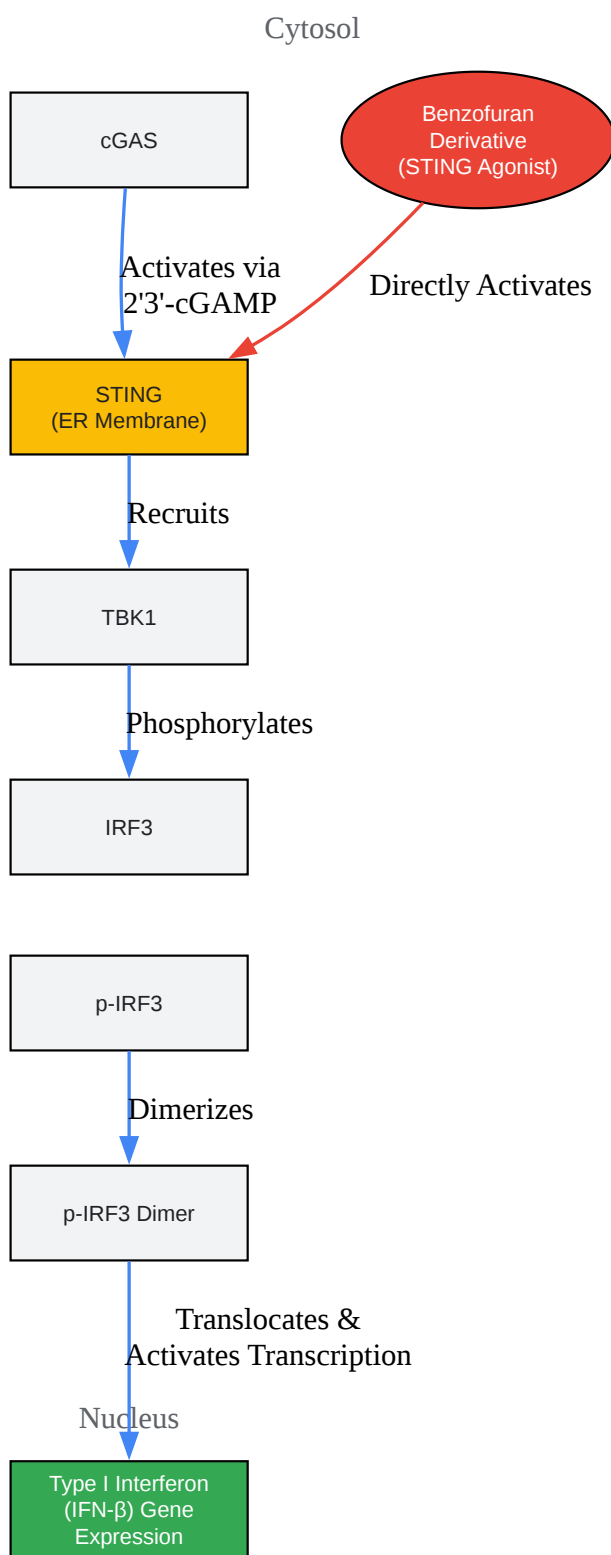 Cytosol
cGAS
Benzofuran
Derivative
(STING Agonist)
Activates via
2'3'-cGAMP
Directly Activates
STING
(ER Membrane)
Recruits
TBK1
Phosphorylates
IRF3
p-IRF3
Dimerizes
p-IRF3 Dimer
Translocates &
Activates Transcription
Nucleus
Type I Interferon
(IFN-β) Gene
Expression